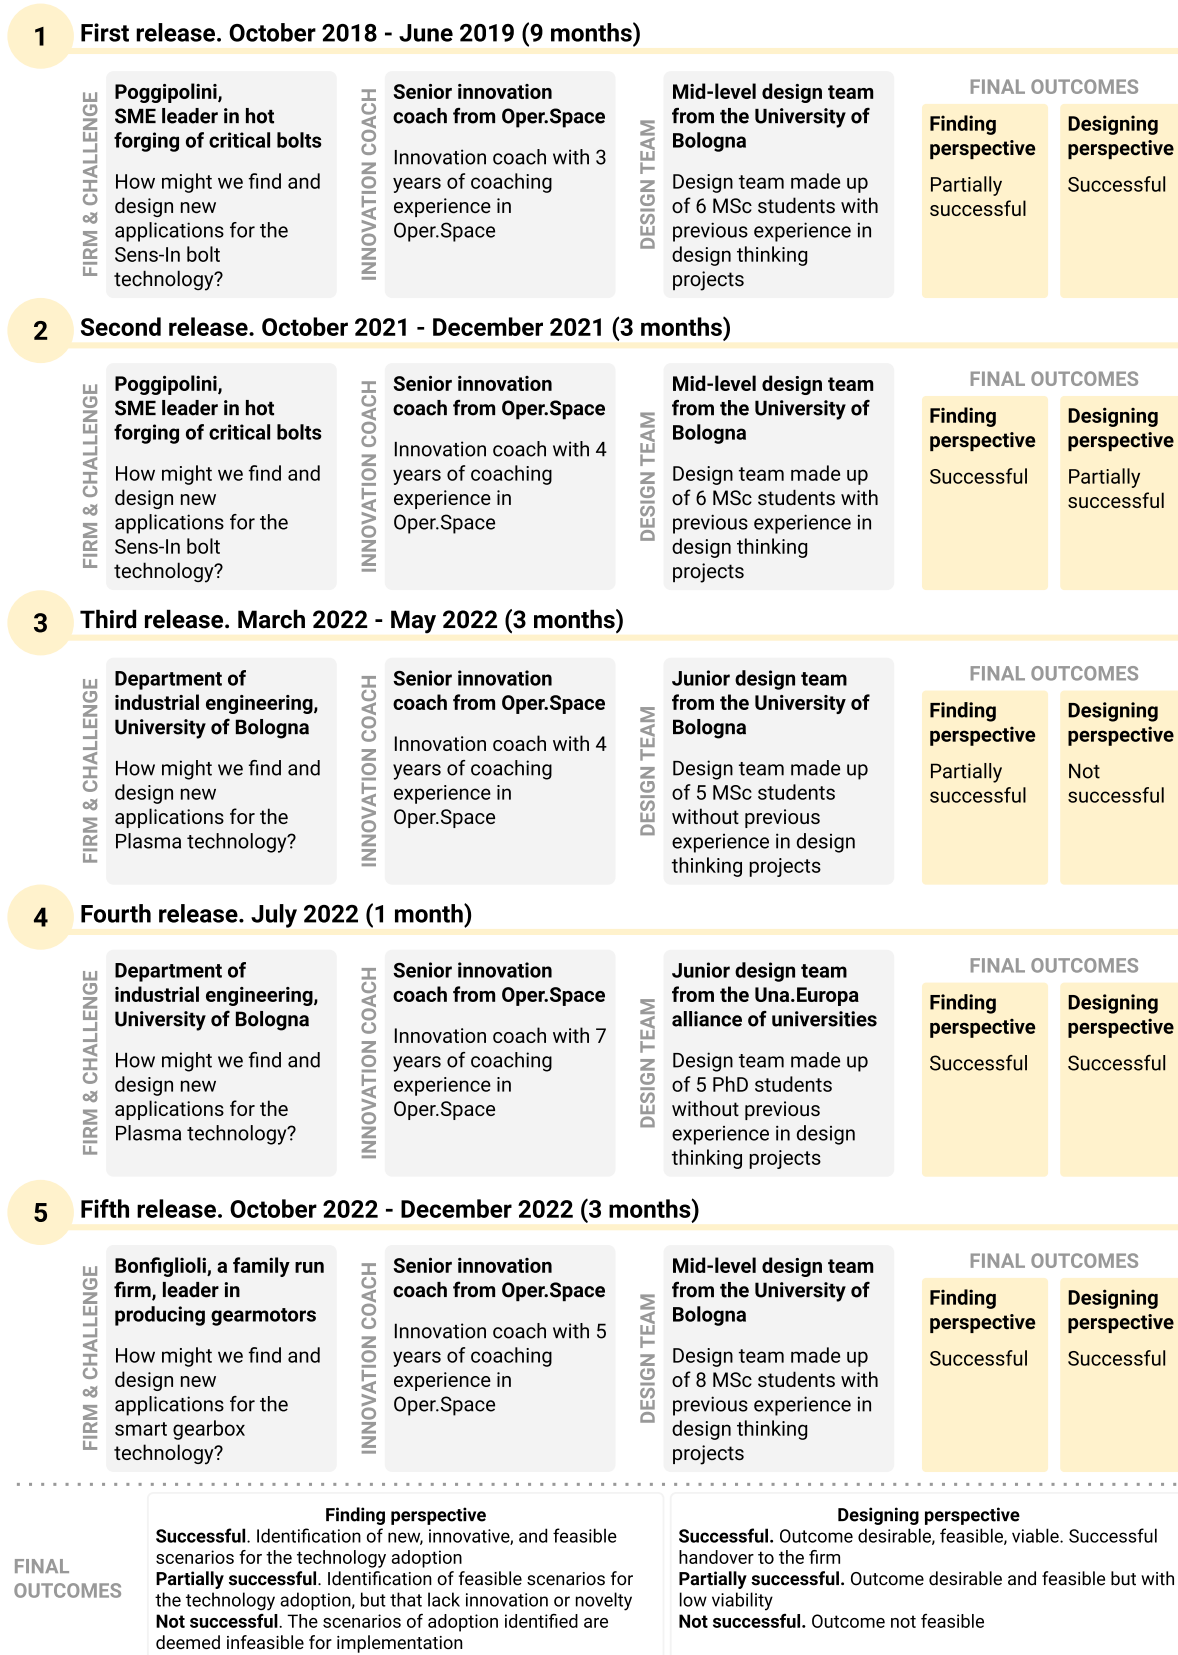 1
First release. October 2018 - June 2019 (9 months)
FIRM & CHALLENGE
Poggipolini,
SME leader in hot
forging of critical bolts
How might we find and
design new
applications for the
Sens-In bolt
technology?
INNOVATION COACH
Senior innovation
coach from Oper.Space
Innovation coach with 3
years of coaching
experience in
Oper.Space
DESIGN TEAM
Mid-level design team
from the University of
Bologna
Design team made up
of 6 MSc students with
previous experience in
design thinking
projects
FINAL OUTCOMES
Finding
perspective
Partially
successful
Designing
perspective
Successful
2
Second release. October 2021 - December 2021 (3 months)
FIRM & CHALLENGE
Poggipolini,
SME leader in hot
forging of critical bolts
How might we find and
design new
applications for the
Sens-In bolt
technology?
INNOVATION COACH
Senior innovation
coach from Oper.Space
Innovation coach with 4
years of coaching
experience in
Oper.Space
DESIGN TEAM
Mid-level design team
from the University of
Bologna
Design team made up
of 6 MSc students with
previous experience in
design thinking
projects
FINAL OUTCOMES
Finding
perspective
Successful
Designing
perspective
Partially
successful
3
Third release. March 2022 - May 2022 (3 months)
FIRM & CHALLENGE
Department of
industrial engineering,
University of Bologna
How might we find and
design new
applications for the
Plasma technology?
INNOVATION COACH
Senior innovation
coach from Oper.Space
Innovation coach with 4
years of coaching
experience in
Oper.Space
DESIGN TEAM
Junior design team
from the University of
Bologna
Design team made up
of 5 MSc students
without previous
experience in design
thinking projects
FINAL OUTCOMES
Finding
perspective
Partially
successful
Designing
perspective
Not
successful
4
Fourth release. July 2022 (1 month)
FIRM & CHALLENGE
Department of
industrial engineering,
University of Bologna
How might we find and
design new
applications for the
Plasma technology?
INNOVATION COACH
Senior innovation
coach from Oper.Space
Innovation coach with 7
years of coaching
experience in
Oper.Space
DESIGN TEAM
Junior design team
from the Una.Europa
alliance of universities
Design team made up
of 5 PhD students
without previous
experience in design
thinking projects
FINAL OUTCOMES
Finding
perspective
Successful
Designing
perspective
Successful
5
Fifth release. October 2022 - December 2022 (3 months)
FIRM & CHALLENGE
Bonfiglioli, a family run
firm, leader in
producing gearmotors
How might we find and
design new
applications for the
smart gearbox
technology?
INNOVATION COACH
Senior innovation
coach from Oper.Space
Innovation coach with 5
years of coaching
experience in
Oper.Space
DESIGN TEAM
Mid-level design team
from the University of
Bologna
Design team made up
of 8 MSc students with
previous experience in
design thinking
projects
FINAL OUTCOMES
Finding
perspective
Successful
Designing
perspective
Successful
FINAL
OUTCOMES
Finding perspective
Successful. Identification of new, innovative, and feasible
scenarios for the technology adoption
Partially successful. Identification of feasible scenarios for
the technology adoption, but that lack innovation or novelty
Not successful. The scenarios of adoption identified are
deemed infeasible for implementation
Designing perspective
Successful. Outcome desirable, feasible, viable. Successful
handover to the firm
Partially successful. Outcome desirable and feasible but with
low viability
Not successful. Outcome not feasible